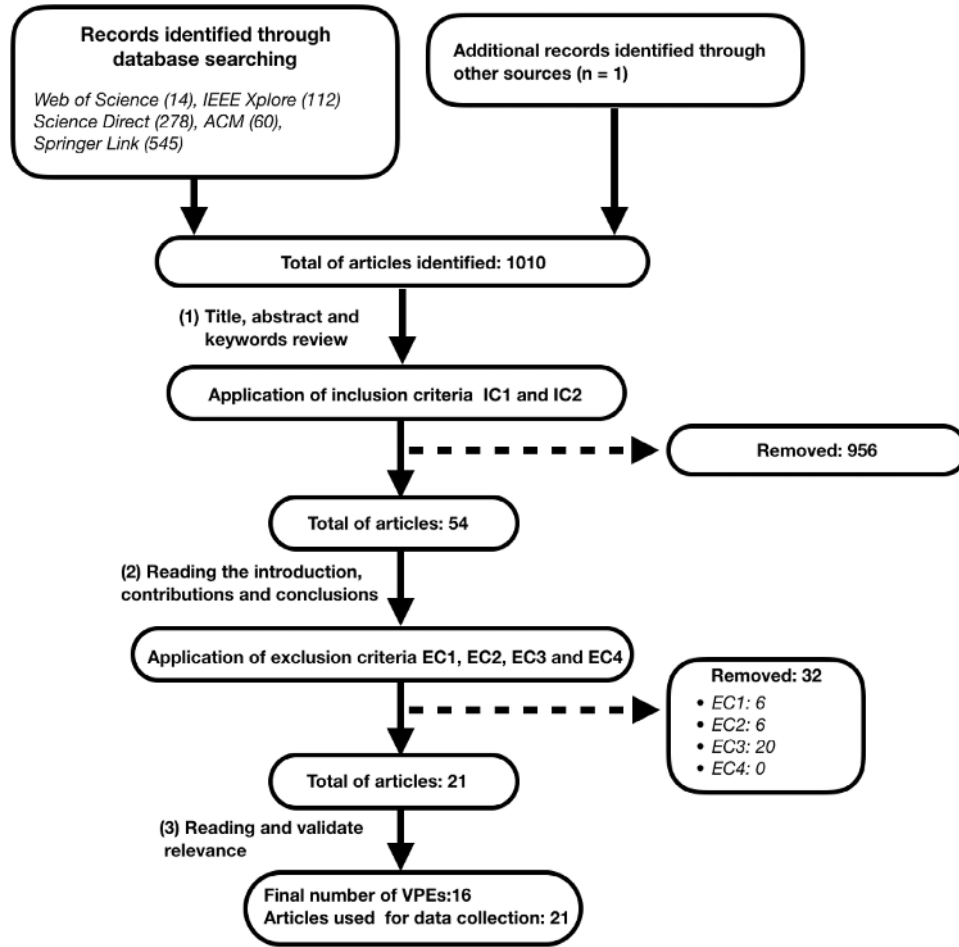 Records identified through
database searching
Web of Science (14), IEEE Xplore (112)
Science Direct (278), ACM (60),
Springer Link (545)
Additional records identified through
other sources (n = 1)
Total of articles identified: 1010
(1) Title, abstract and
keywords review
Application of inclusion criteria IC1 and IC2
Removed: 956
Total of articles: 54
(2) Reading the introduction,
contributions and conclusions
Application of exclusion criteria EC1, EC2, EC3 and EC4
Removed: 32
• EC1: 6
• EC2: 6
• EC3: 20
• EC4: 0
Total of articles: 21
(3) Reading and validate
relevance
Final number of VPEs:16
Articles used for data collection: 21